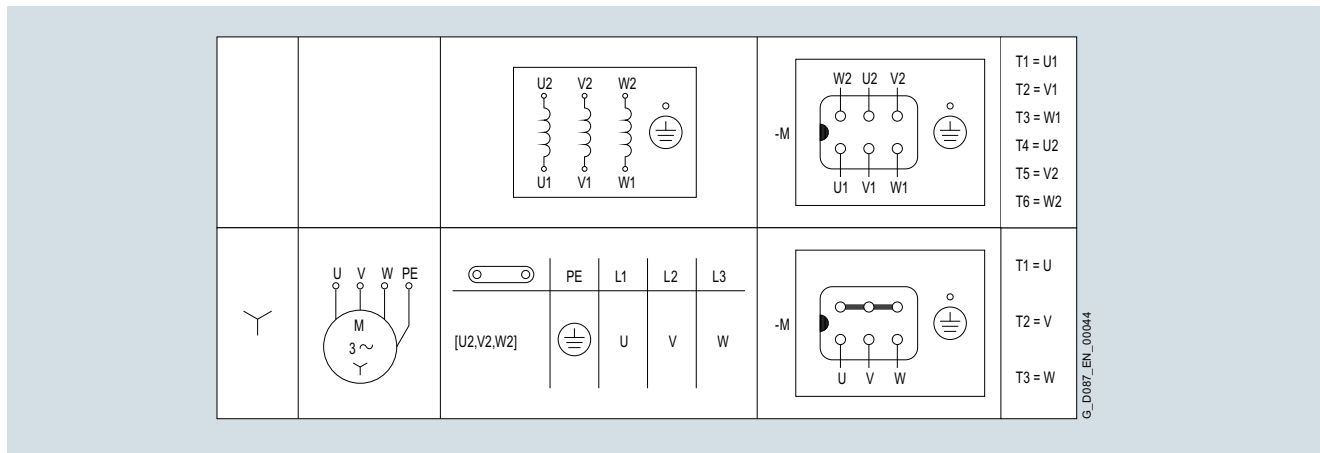 U2 V2 W2
U1 V1 W1
-M
W2 U2 V2
U1 V1 W1
T1 = U1
T2 = V1
T3 = W1
T4 = U2
T5 = V2
T6 = W2
U V W PE
M
3 ~
PE L1 L2 L3
[U2,V2,W2] U V W
-M
U V W
T1 = U
T2 = V
T3 = W
G_D087_EN_00044